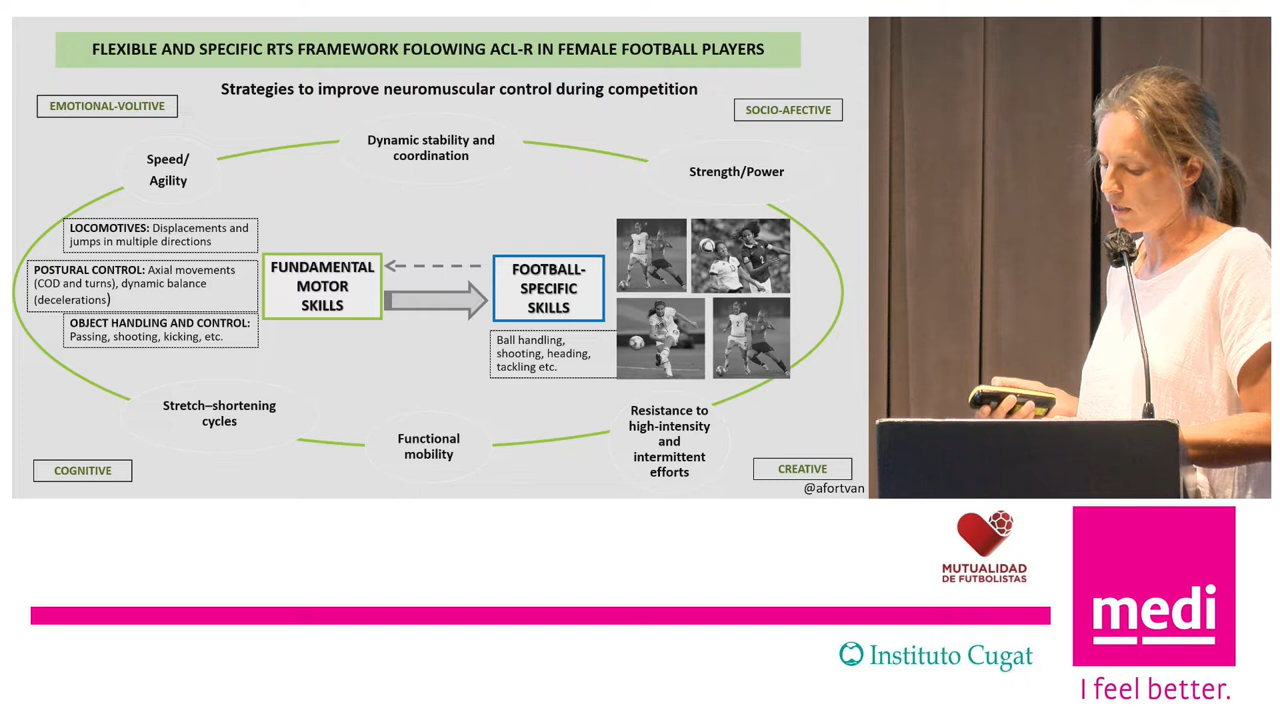 FLEXIBLE AND SPECIFIC RTS FRAMEWORK FOLOWING ACL-R IN FEMALE FOOTBALL PLAYERS
Strategies to improve neuromuscular control during competition
EMOTIONAL-VOLITIVE
SOCIO-AFECTIVE
Dynamic stability and
coordination
Speed/
Agility
Strength/Power
LOCOMOTIVES: Displacements and
jumps in multiple directions
POSTURAL CONTROL: Axial movements
(COD and turns), dynamic balance
(decelerations)
OBJECT HANDLING AND CONTROL:
Passing, shooting, kicking, etc.
FUNDAMENTAL
MOTOR
SKILLS
FOOTBALL-
SPECIFIC
SKILLS
Ball handling,
shooting, heading,
tackling etc.
Stretch–shortening
cycles
Functional
mobility
Resistance to
high-intensity
and
intermittent
efforts
COGNITIVE
CREATIVE
@afortvan
MUTUALIDAD
DE FUTBOLISTAS
medi
Instituto Cugat
I feel better.